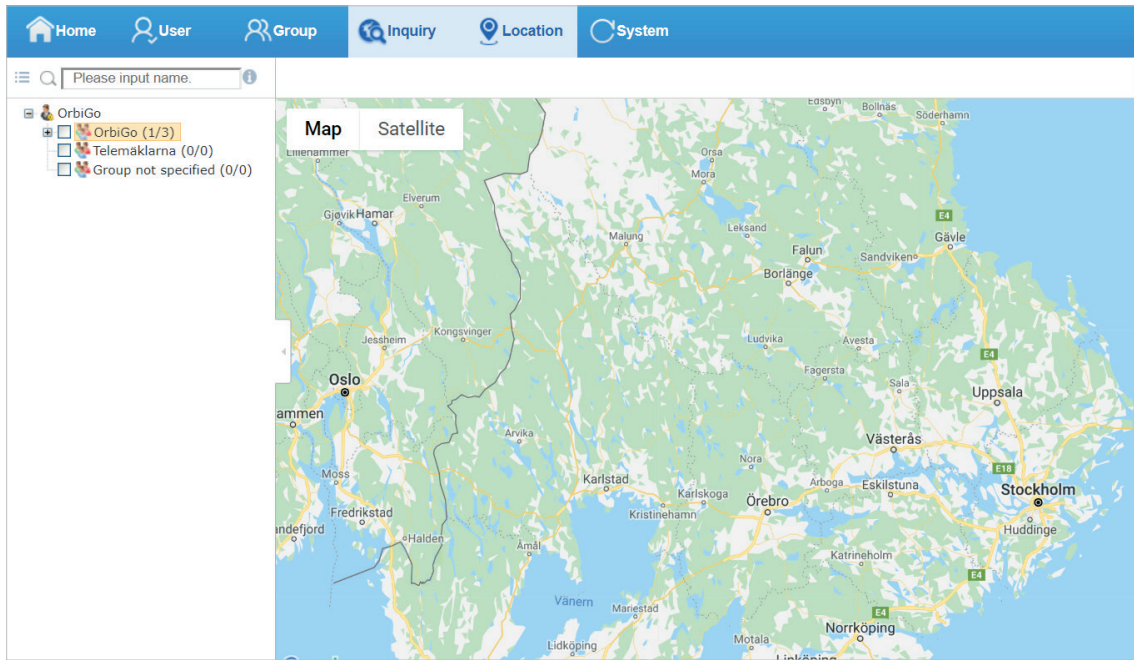 Home User Group Inquiry Location System
Please input name.
OrbiGo
OrbiGo (1/3)
Telemäklarna (0/0)
Group not specified (0/0)
Map Satellite
Edsbyn
Bollnäs
Söderhamn
Lillehammer
Orsa
Mora
Elverum
Gjøvik Hamar
E4
Leksand
Malung
Gävle
Falun
Sandviken
Borlänge
Kongsvinger
Jessheim
Ludvika
Avesta
E4
Oslo
Fagersta
Sala
Uppsala
ammen
Arvika
Västerås
Nora
E18
Moss
Karlstad
Karlskoga
Örebro
Arboga
Eskilstuna
Stockholm
Fredrikstad
Kristinehamn
andefjord
Halden
Huddinge
Åmål
Katrineholm
E4
Vänern
Mariestad
E4
Norrköping
Motala
Lidköping
Linköping